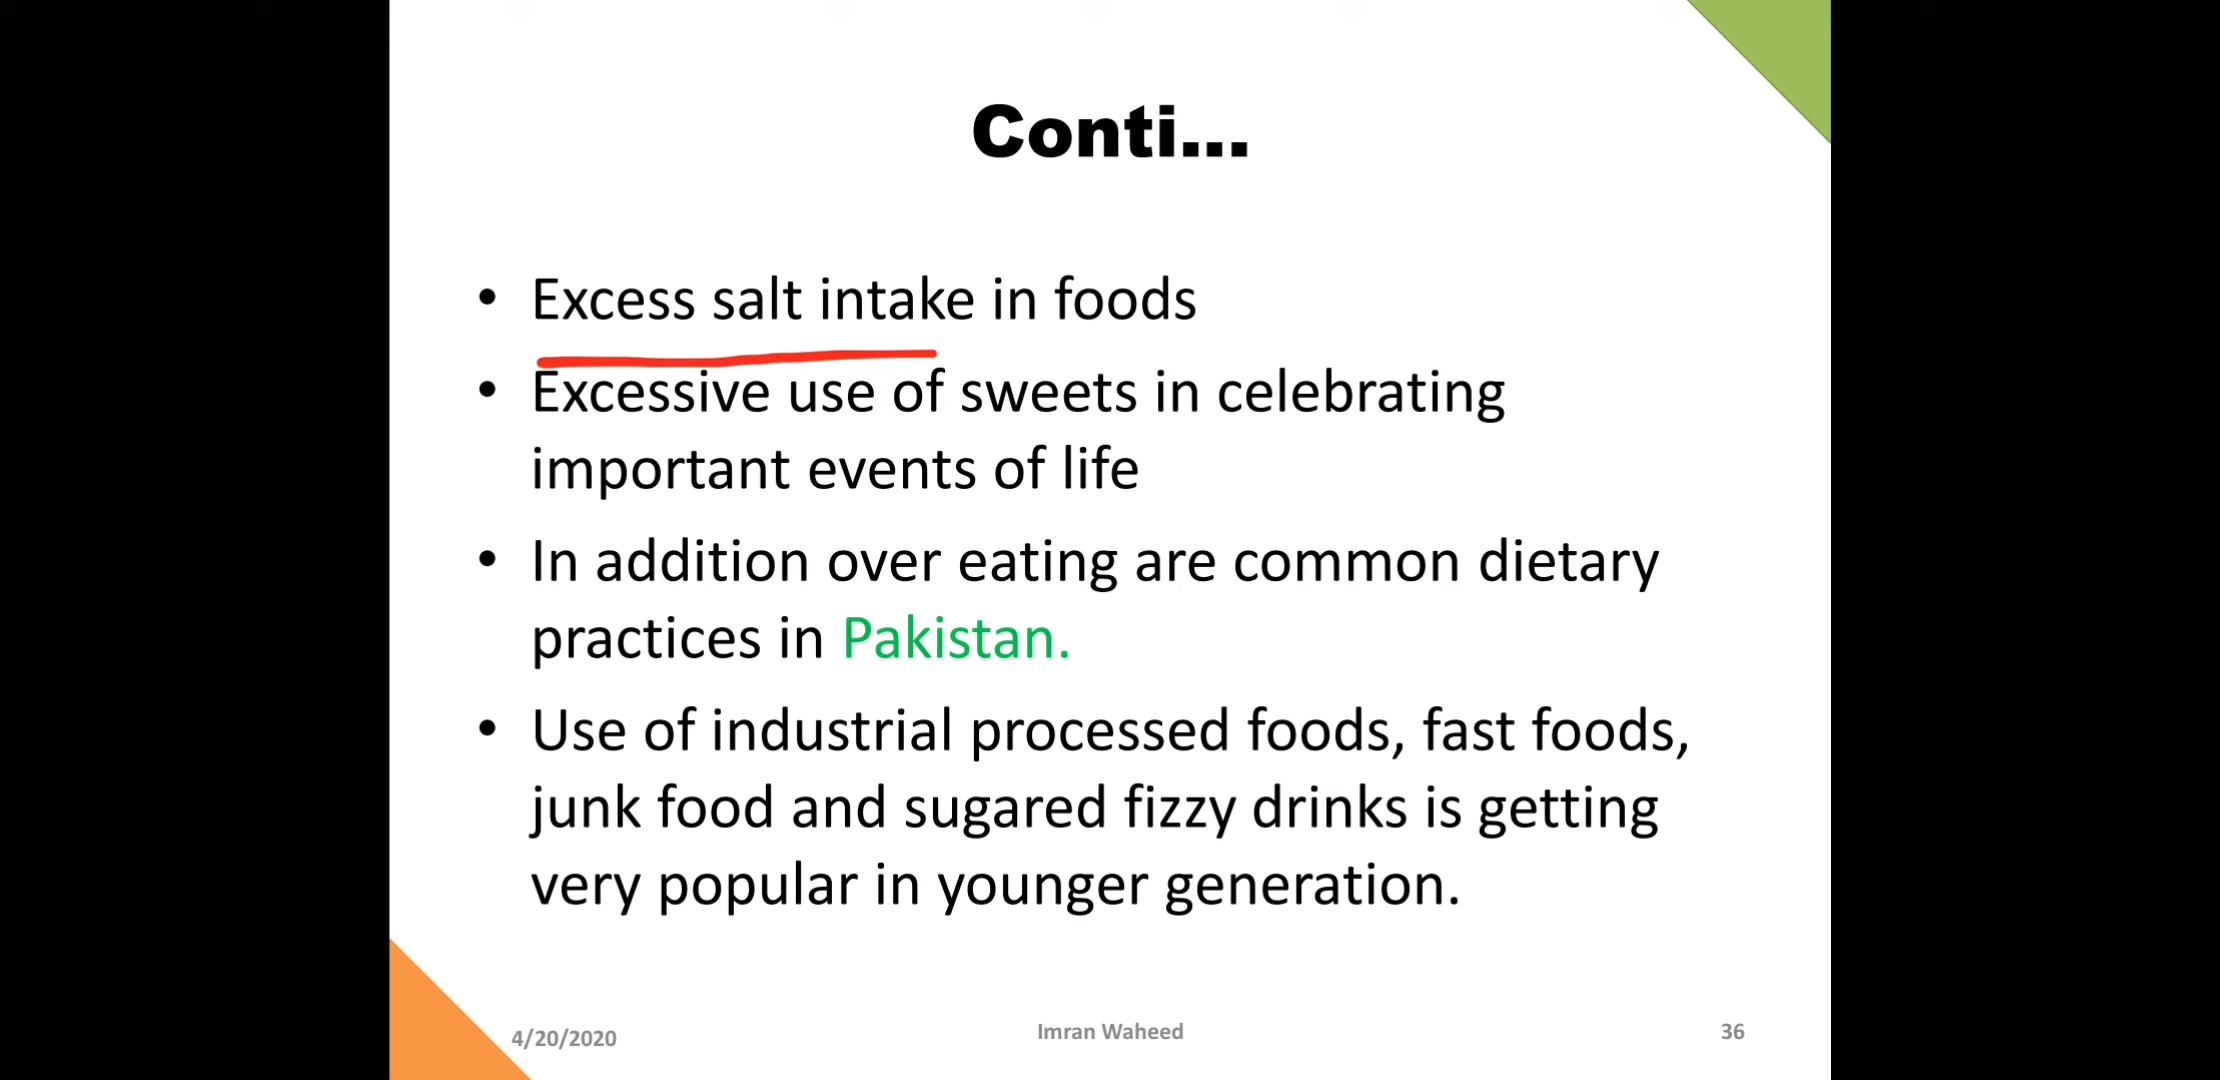 Conti...
• Excess salt intake in foods
• Excessive use of sweets in celebrating
important events of life
• In addition over eating are common dietary
practices in Pakistan.
• Use of industrial processed foods, fast foods,
junk food and sugared fizzy drinks is getting
very popular in younger generation.
4/20/2020
Imran Waheed
36